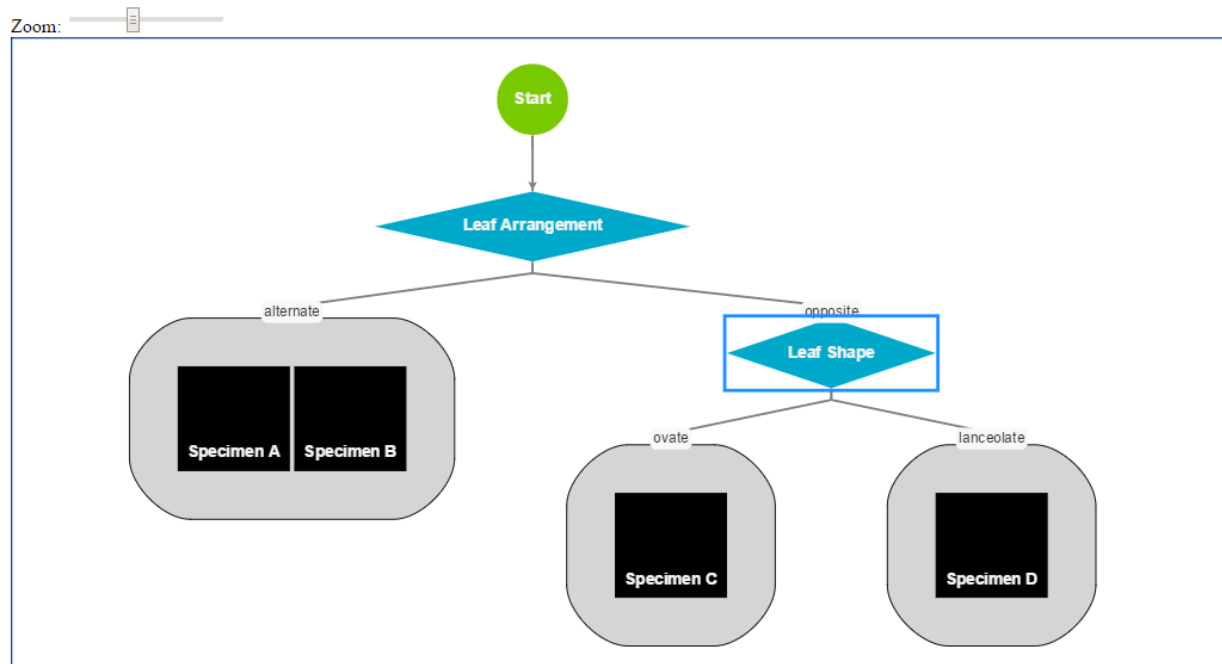 Zoom:
Start
Leaf Arrangement
alternate
opposite
Leaf Shape
ovate
lanceolate
Specimen A
Specimen B
Specimen C
Specimen D